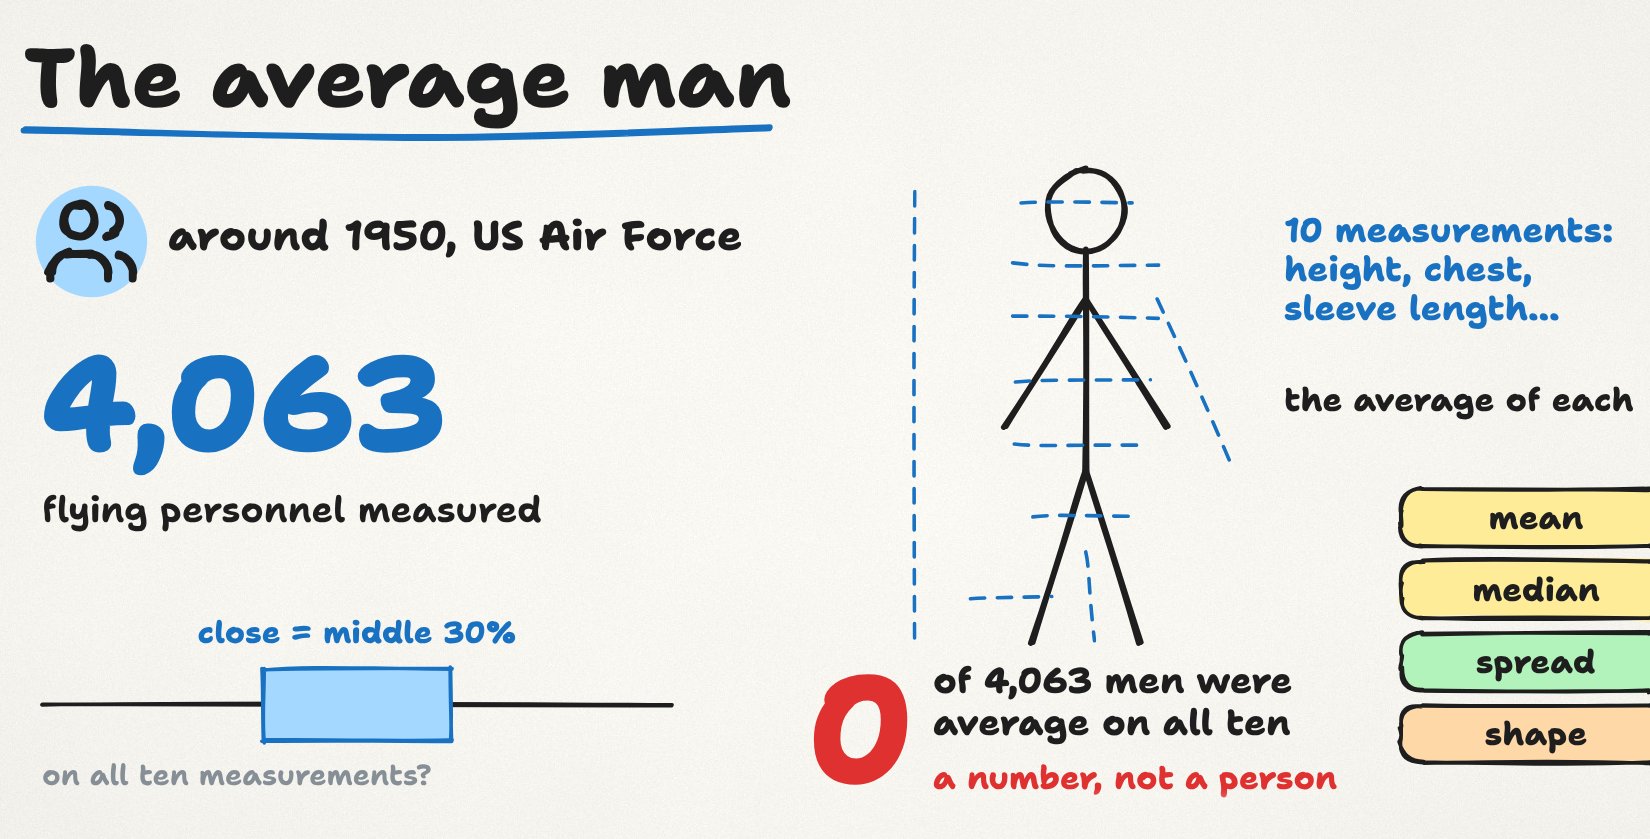 The average man
around 1950, US Air Force
4,063
flying personnel measured
close = middle 30%
on all ten measurements?
10 measurements:
height, chest,
sleeve length...
the average of each
0
of 4,063 men were
average on all ten
a number, not a person
mean
median
spread
shape